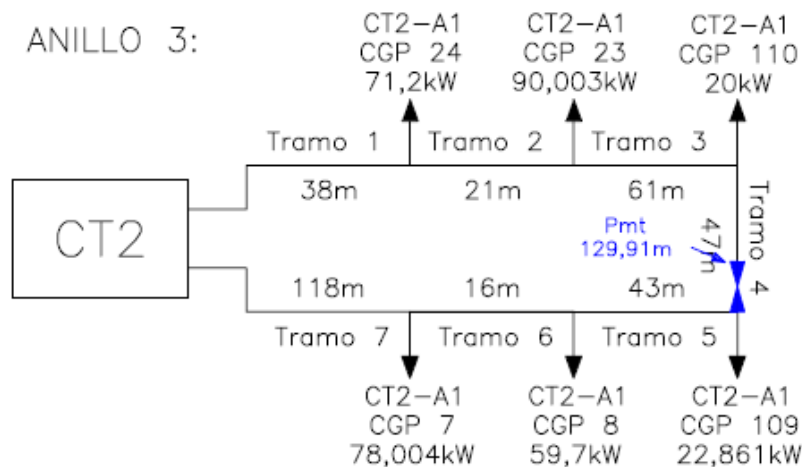 ANILLO 3:
CT2-A1
CGP 24
71,2kW
CT2-A1
CGP 23
90,003kW
CT2-A1
CGP 110
20kW
Tramo 1
Tramo 2
Tramo 3
38m
21m
61m
Tramo 4
47m
Pmt
129,91m
CT2
118m
16m
43m
Tramo 7
Tramo 6
Tramo 5
CT2-A1
CGP 7
78,004kW
CT2-A1
CGP 8
59,7kW
CT2-A1
CGP 109
22,861kW